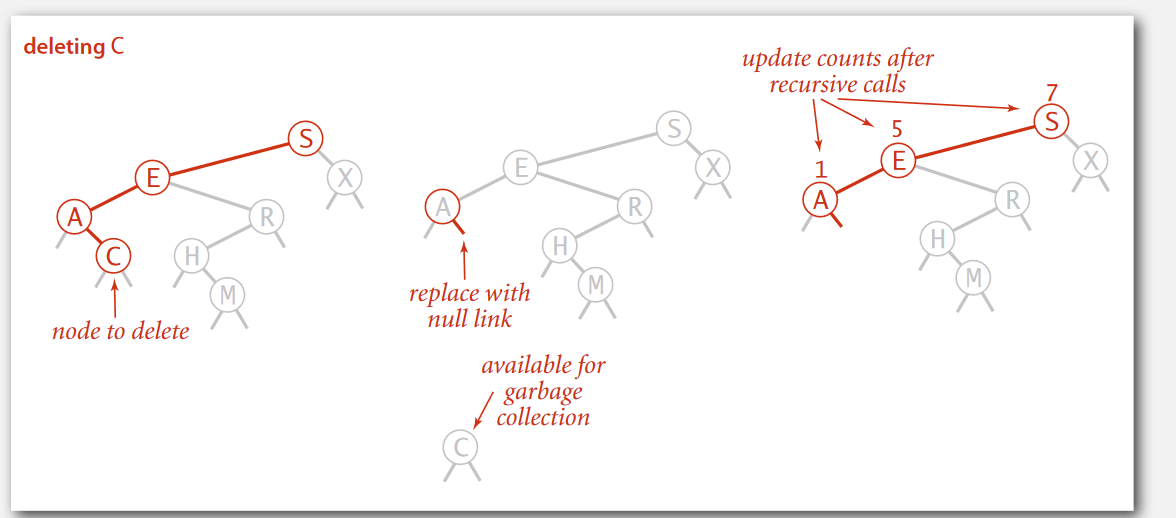 deleting C
S
E
X
A
R
C
H
M
node to delete
S
E
X
A
R
H
M
replace with
null link
available for
garbage
collection
C
update counts after
recursive calls
7
S
5
E
X
1
A
R
H
M